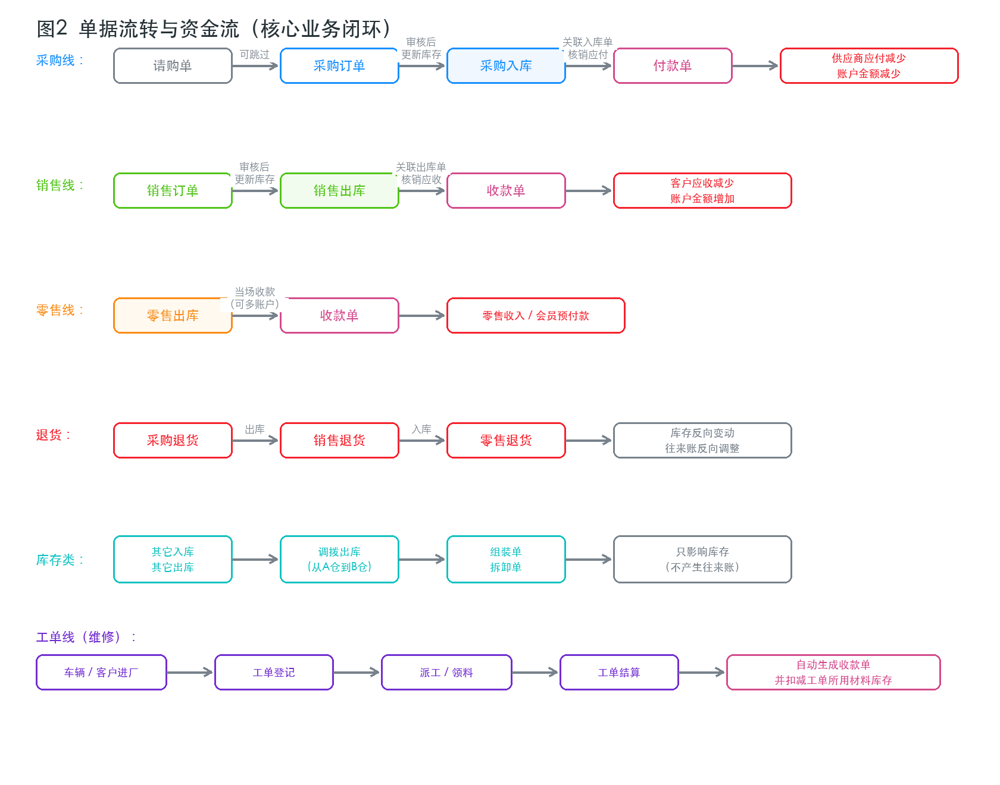 图2 单据流转与资金流（核心业务闭环）
采购线：
请购单
可跳过
采购订单
审核后
更新库存
采购入库
关联入库单
核销应付
付款单
供应商应付减少
账户金额减少
销售线：
销售订单
审核后
更新库存
销售出库
关联出库单
核销应收
收款单
客户应收减少
账户金额增加
零售线：
零售出库
当场收款
（可多账户）
收款单
零售收入 / 会员预付款
退货：
采购退货
出库
销售退货
入库
零售退货
库存反向变动
往来账反向调整
库存类：
其它入库
其它出库
调拨出库
（从A仓到B仓）
组装单
拆卸单
只影响库存
（不产生往来账）
工单线（维修）：
车辆 / 客户进厂
工单登记
派工 / 领料
工单结算
自动生成收款单
并扣减工单所用材料库存